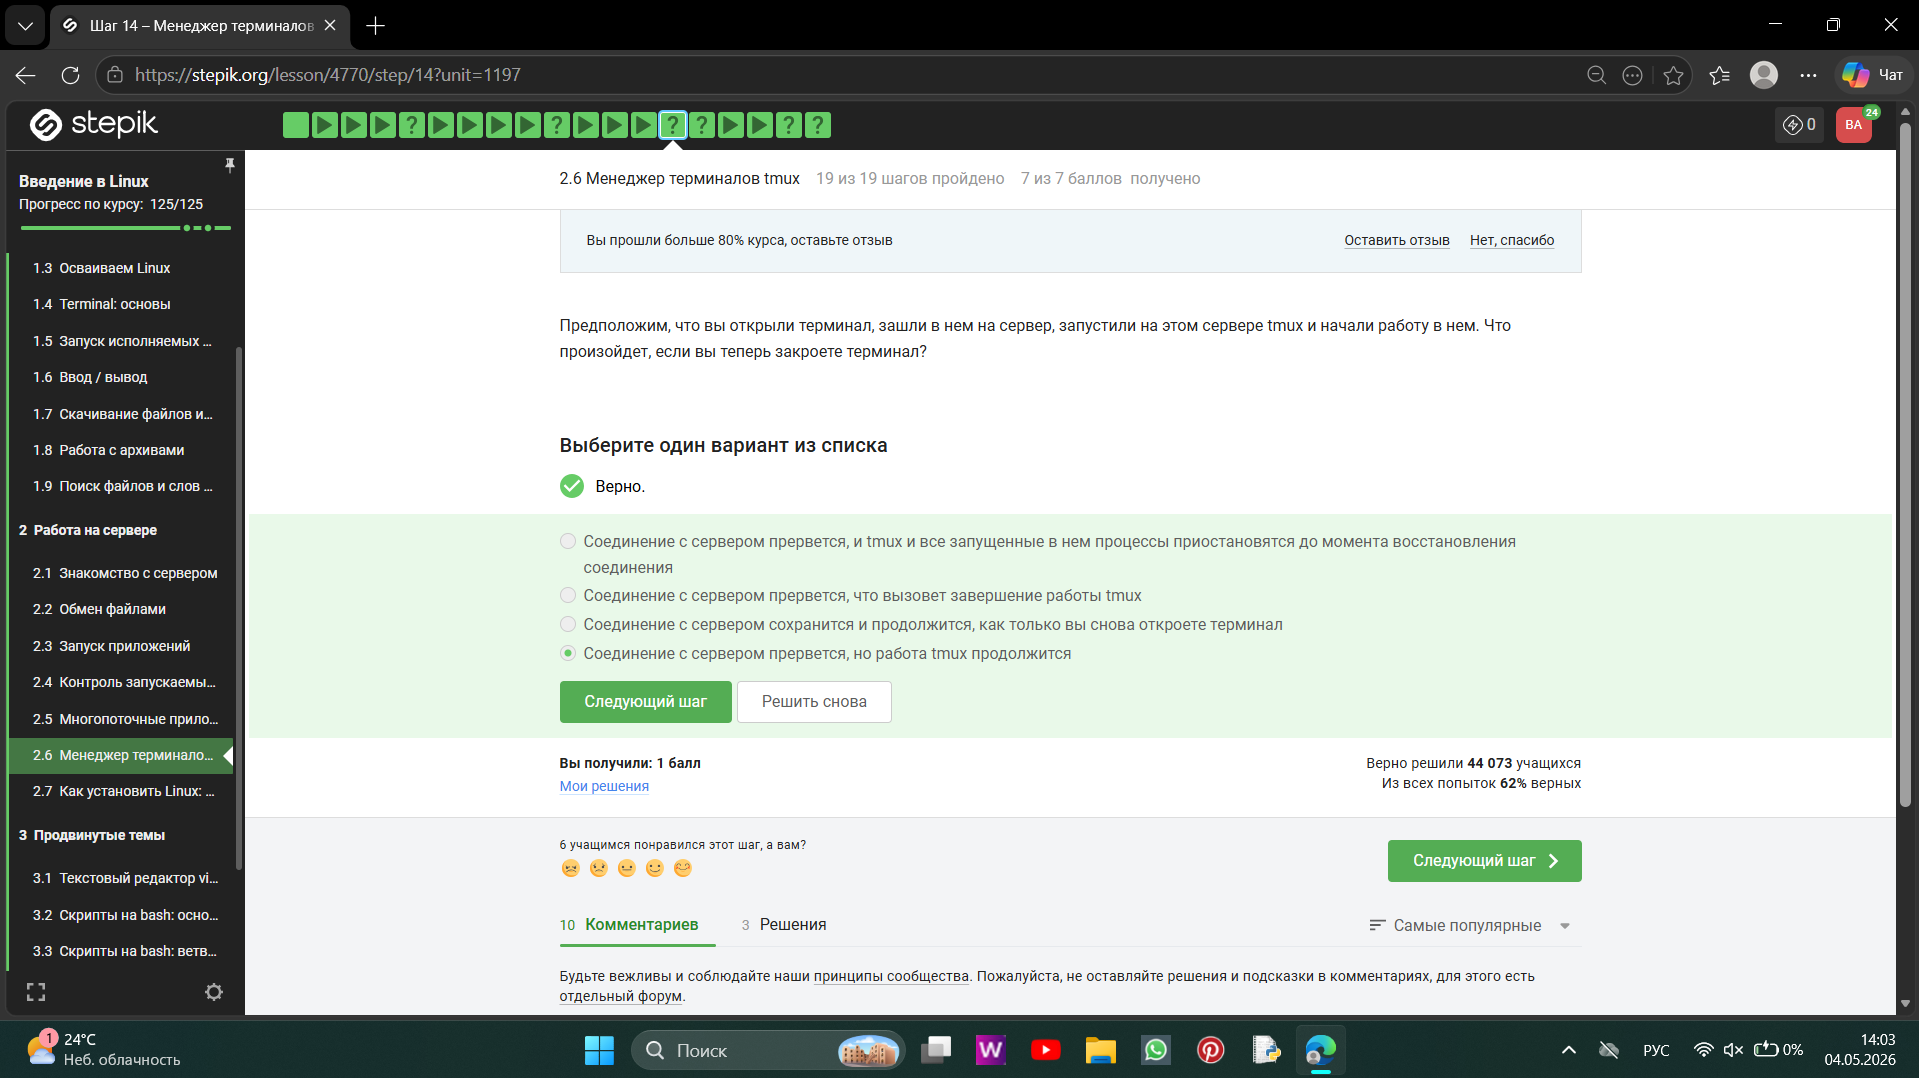 Шаг 14 – Менеджер терминалов
https://stepik.org/lesson/4770/step/14?unit=1197
Чат
stepik
? ? ? ? ? ?
0
ВА
24
Введение в Linux
Прогресс по курсу: 125/125
1.3 Осваиваем Linux
1.4 Terminal: основы
1.5 Запуск исполняемых ...
1.6 Ввод / вывод
1.7 Скачивание файлов и...
1.8 Работа с архивами
1.9 Поиск файлов и слов ...
2 Работа на сервере
2.1 Знакомство с сервером
2.2 Обмен файлами
2.3 Запуск приложений
2.4 Контроль запускаемы...
2.5 Многопоточные прило...
2.6 Менеджер терминало...
2.7 Как установить Linux: ...
3 Продвинутые темы
3.1 Текстовый редактор vi...
3.2 Скрипты на bash: осно...
3.3 Скрипты на bash: ветв...
2.6 Менеджер терминалов tmux 19 из 19 шагов пройдено 7 из 7 баллов получено
Вы прошли больше 80% курса, оставьте отзыв
Оставить отзыв Нет, спасибо
Предположим, что вы открыли терминал, зашли в нем на сервер, запустили на этом сервере tmux и начали работу в нем. Что
произойдет, если вы теперь закроете терминал?
Выберите один вариант из списка
Верно.
Соединение с сервером прервется, и tmux и все запущенные в нем процессы приостановятся до момента восстановления
соединения
Соединение с сервером прервется, что вызовет завершение работы tmux
Соединение с сервером сохранится и продолжится, как только вы снова откроете терминал
Соединение с сервером прервется, но работа tmux продолжится
Следующий шаг Решить снова
Вы получили: 1 балл
Мои решения
Верно решили 44 073 учащихся
Из всех попыток 62% верных
6 учащимся понравился этот шаг, а вам?
Следующий шаг
10 Комментариев 3 Решения
Самые популярные
Будьте вежливы и соблюдайте наши принципы сообщества. Пожалуйста, не оставляйте решения и подсказки в комментариях, для этого есть
отдельный форум.
1
24°C
Неб. облачность
Поиск
W
РУС
0%
14:03
04.05.2026